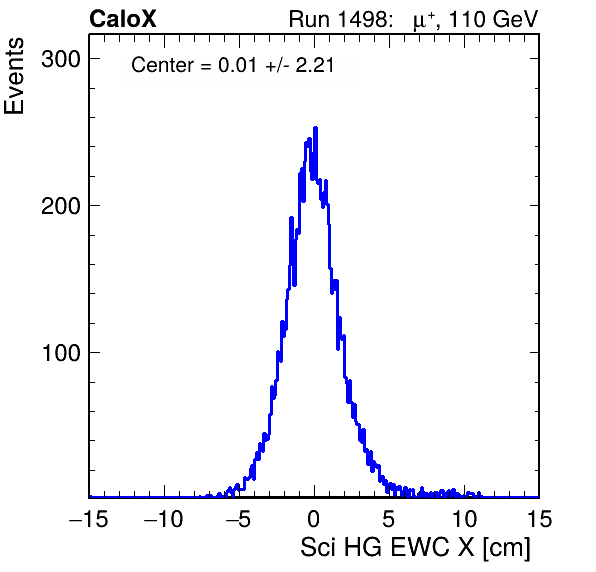 CaloX Run 1498: μ⁺, 110 GeV
Events
Center = 0.01 +/- 2.21
300
200
100
−15 −10 −5 0 5 10 15
Sci HG EWC X [cm]